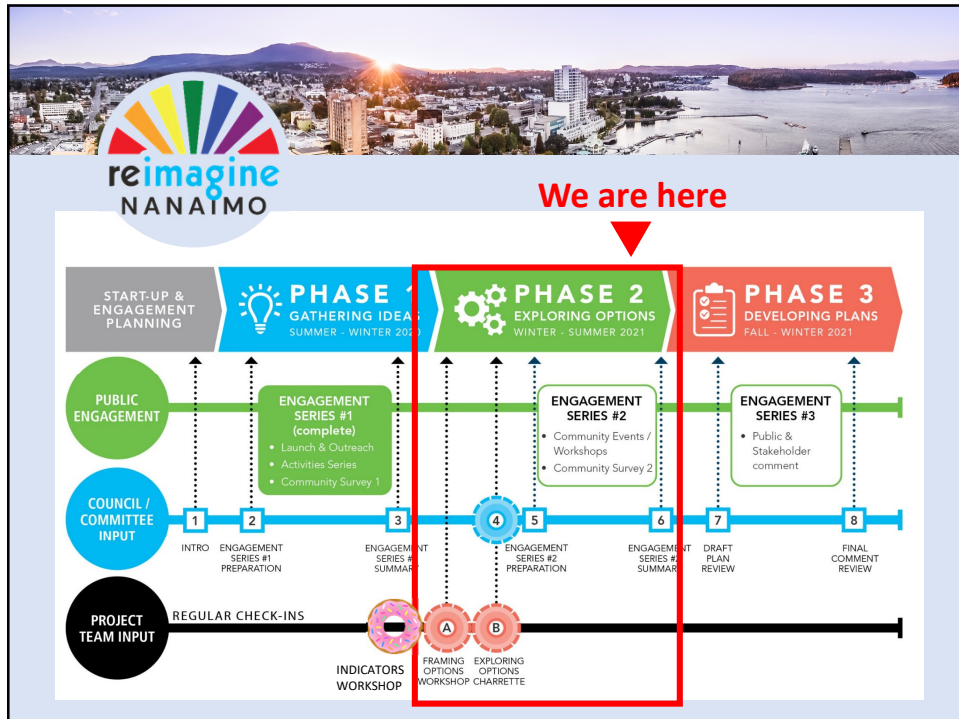 reimagine
NANAIMO
We are here
START-UP &
ENGAGEMENT
PLANNING
PHASE 1
GATHERING IDEAS
SUMMER - WINTER 2020
PHASE 2
EXPLORING OPTIONS
WINTER - SUMMER 2021
PHASE 3
DEVELOPING PLANS
FALL - WINTER 2021
PUBLIC
ENGAGEMENT
ENGAGEMENT
SERIES #1
(complete)
• Launch & Outreach
• Activities Series
• Community Survey 1
ENGAGEMENT
SERIES #2
• Community Events /
Workshops
• Community Survey 2
ENGAGEMENT
SERIES #3
• Public &
Stakeholder
comment
COUNCIL /
COMMITTEE
INPUT
1
INTRO
2
ENGAGEMENT
SERIES #1
PREPARATION
3
ENGAGEMENT
SERIES #1
SUMMARY
4
5
ENGAGEMENT
SERIES #2
PREPARATION
6
ENGAGEMENT
SERIES #2
SUMMARY
7
DRAFT
PLAN
REVIEW
8
FINAL
COMMENT
REVIEW
PROJECT
TEAM INPUT
REGULAR CHECK-INS
INDICATORS
WORKSHOP
A
FRAMING
OPTIONS
WORKSHOP
B
EXPLORING
OPTIONS
CHARRETTE